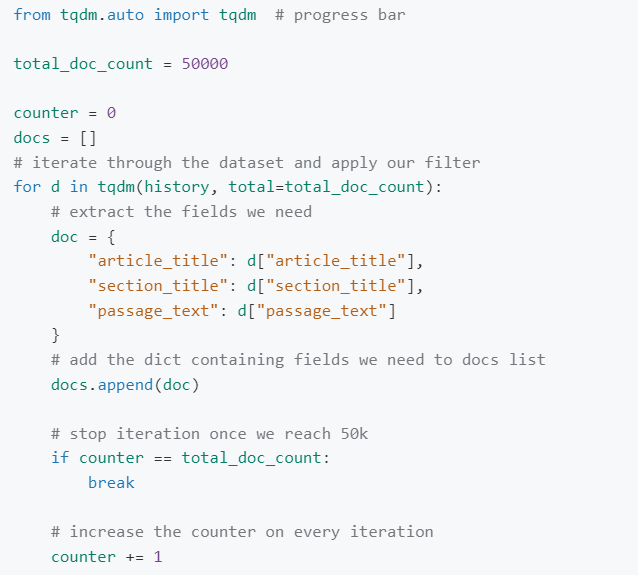 from tqdm.auto import tqdm  # progress bar

total_doc_count = 50000

counter = 0
docs = []
# iterate through the dataset and apply our filter
for d in tqdm(history, total=total_doc_count):
    # extract the fields we need
    doc = {
        "article_title": d["article_title"],
        "section_title": d["section_title"],
        "passage_text": d["passage_text"]
    }
    # add the dict containing fields we need to docs list
    docs.append(doc)

    # stop iteration once we reach 50k
    if counter == total_doc_count:
        break

    # increase the counter on every iteration
    counter += 1